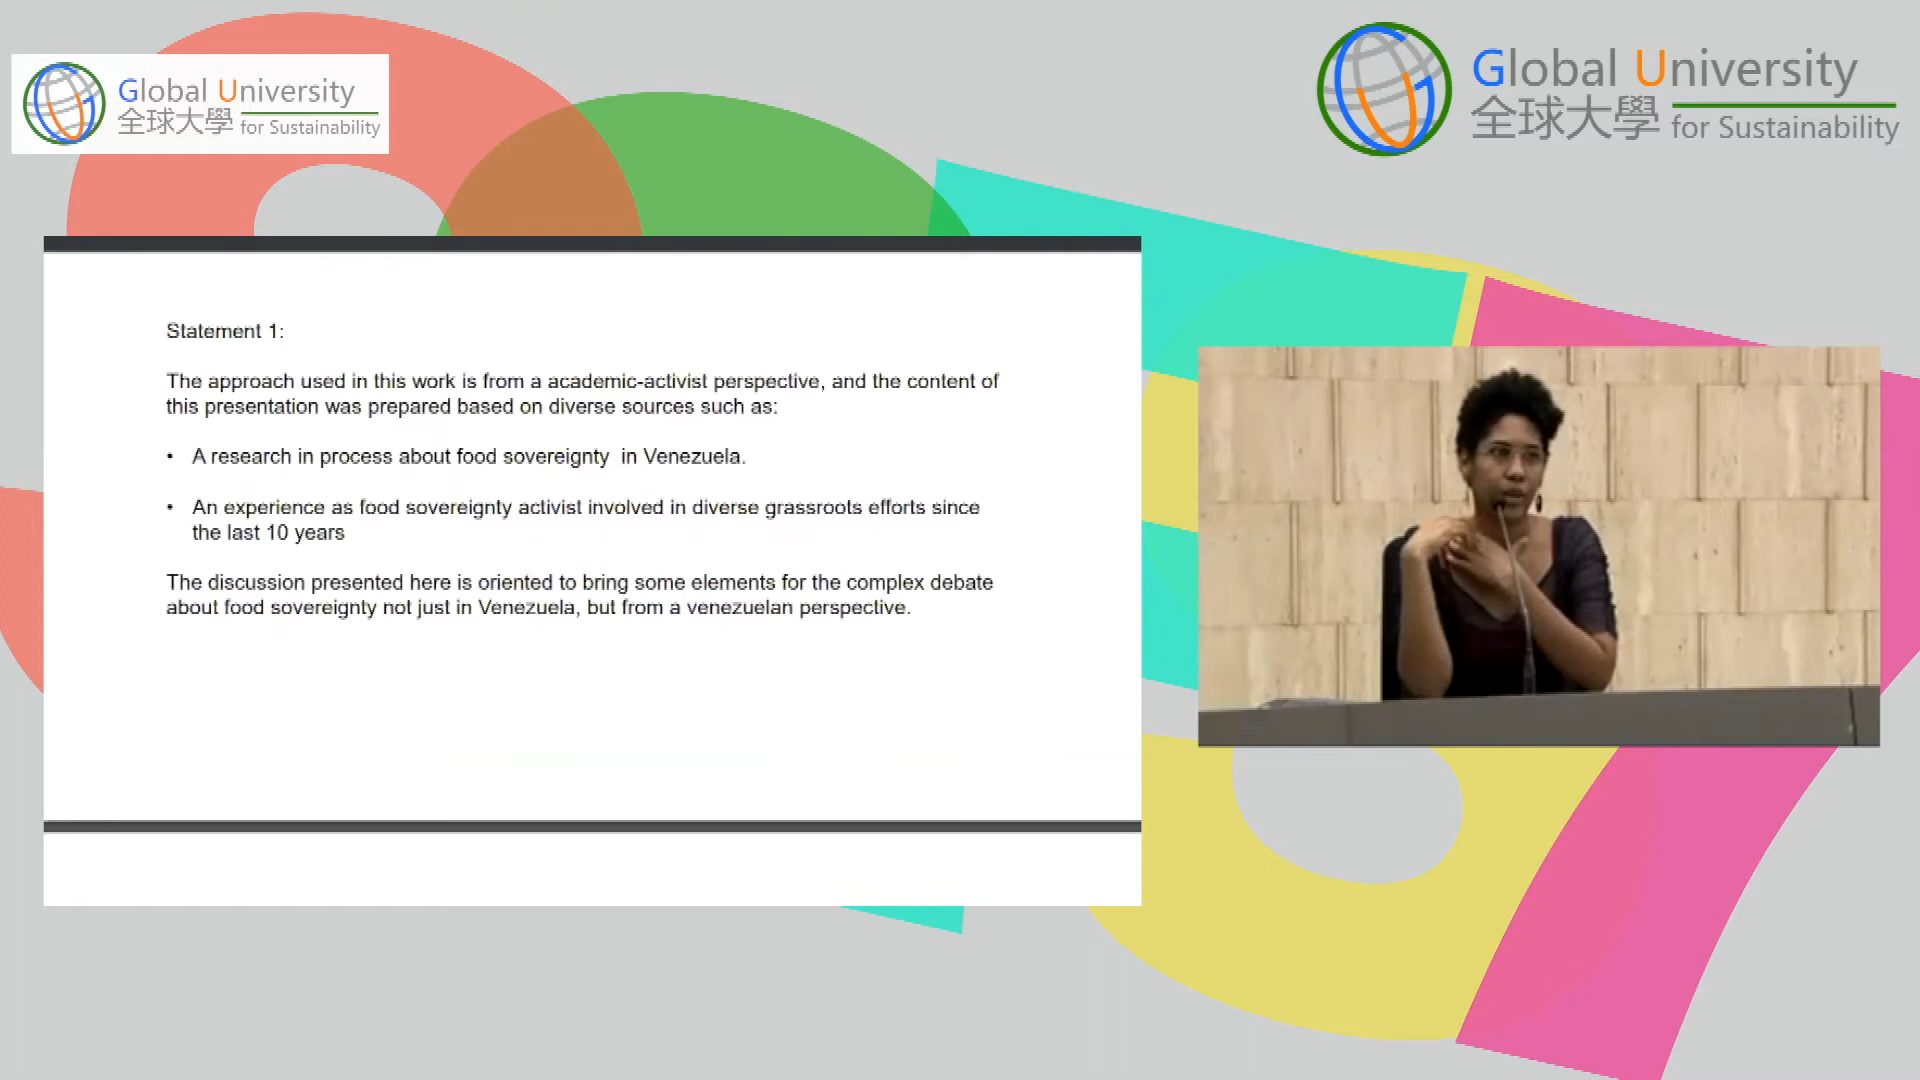 Global University
全球大學 for Sustainability
Global University
全球大學 for Sustainability
Statement 1:
The approach used in this work is from a academic-activist perspective, and the content of
this presentation was prepared based on diverse sources such as:
• A research in process about food sovereignty in Venezuela.
• An experience as food sovereignty activist involved in diverse grassroots efforts since
the last 10 years
The discussion presented here is oriented to bring some elements for the complex debate
about food sovereignty not just in Venezuela, but from a venezuelan perspective.